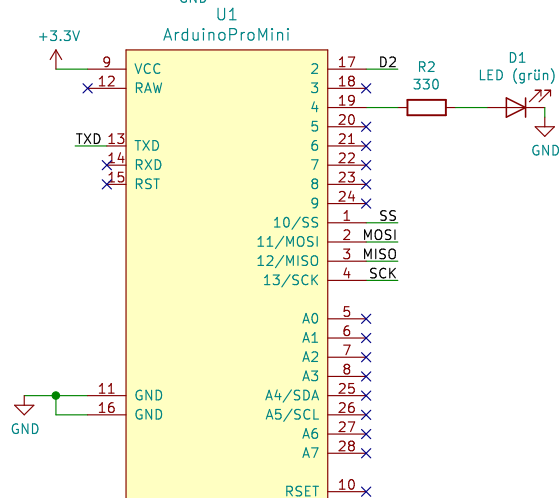 GND
U1
ArduinoProMini
+3.3V
9 VCC
12 RAW
TXD 13 TXD
14 RXD
15 RST
11 GND
16 GND
GND
2 17 D2
3 18
4 19
5 20
6 21
7 22
8 23
9 24
10/SS 1 SS
11/MOSI 2 MOSI
12/MISO 3 MISO
13/SCK 4 SCK
A0 5
A1 6
A2 7
A3 8
A4/SDA 25
A5/SCL 26
A6 27
A7 28
RSET 10
R2
330
D1
LED (grün)
GND